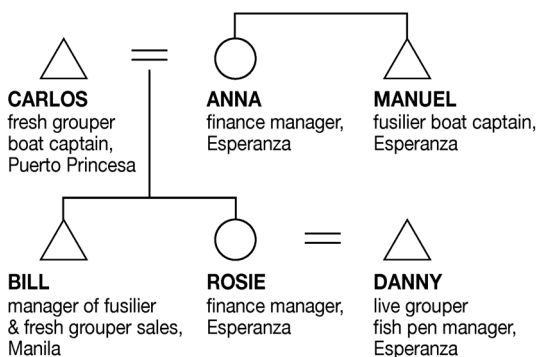 CARLOS
fresh grouper
boat captain,
Puerto Princesa
ANNA
finance manager,
Esperanza
MANUEL
fusilier boat captain,
Esperanza
BILL
manager of fusilier
& fresh grouper sales,
Manila
ROSIE
finance manager,
Esperanza
DANNY
live grouper
fish pen manager,
Esperanza